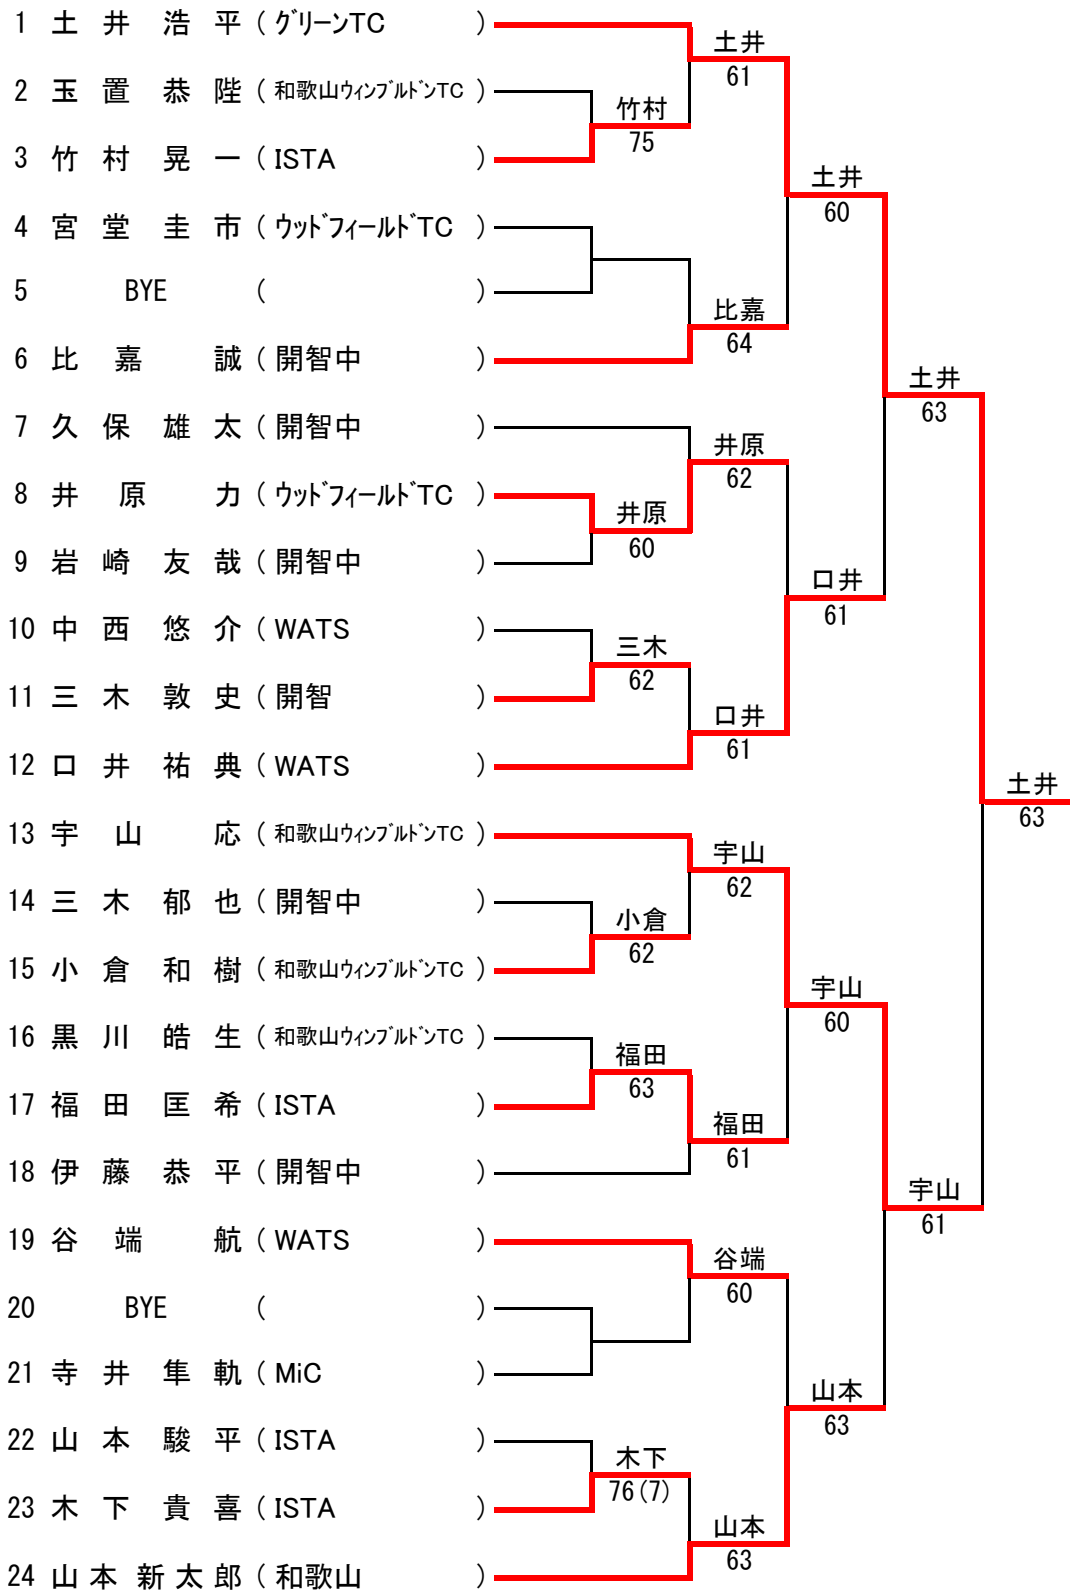 1 土井浩平 (グリーンTC)
2 玉置恭陛 (和歌山ウィンブルドンTC)
3 竹村晃一 (ISTA)
4 宮堂圭市 (ウッドフィールドTC)
5 BYE ( )
6 比嘉誠 (開智中)
7 久保雄太 (開智中)
8 井原力 (ウッドフィールドTC)
9 岩崎友哉 (開智中)
10 中西悠介 (WATS)
11 三木敦史 (開智)
12 口井祐典 (WATS)
13 宇山応 (和歌山ウィンブルドンTC)
14 三木郁也 (開智中)
15 小倉和樹 (和歌山ウィンブルドンTC)
16 黒川皓生 (和歌山ウィンブルドンTC)
17 福田匡希 (ISTA)
18 伊藤恭平 (開智中)
19 谷端航 (WATS)
20 BYE ( )
21 寺井隼軌 (MiC)
22 山本駿平 (ISTA)
23 木下貴喜 (ISTA)
24 山本新太郎 (和歌山)
竹村
75
井原
60
三木
62
小倉
62
福田
63
木下
76(7)
土井
61
比嘉
64
井原
62
口井
61
宇山
62
福田
61
谷端
60
山本
63
土井
60
口井
61
宇山
60
山本
63
土井
63
宇山
61
土井
63